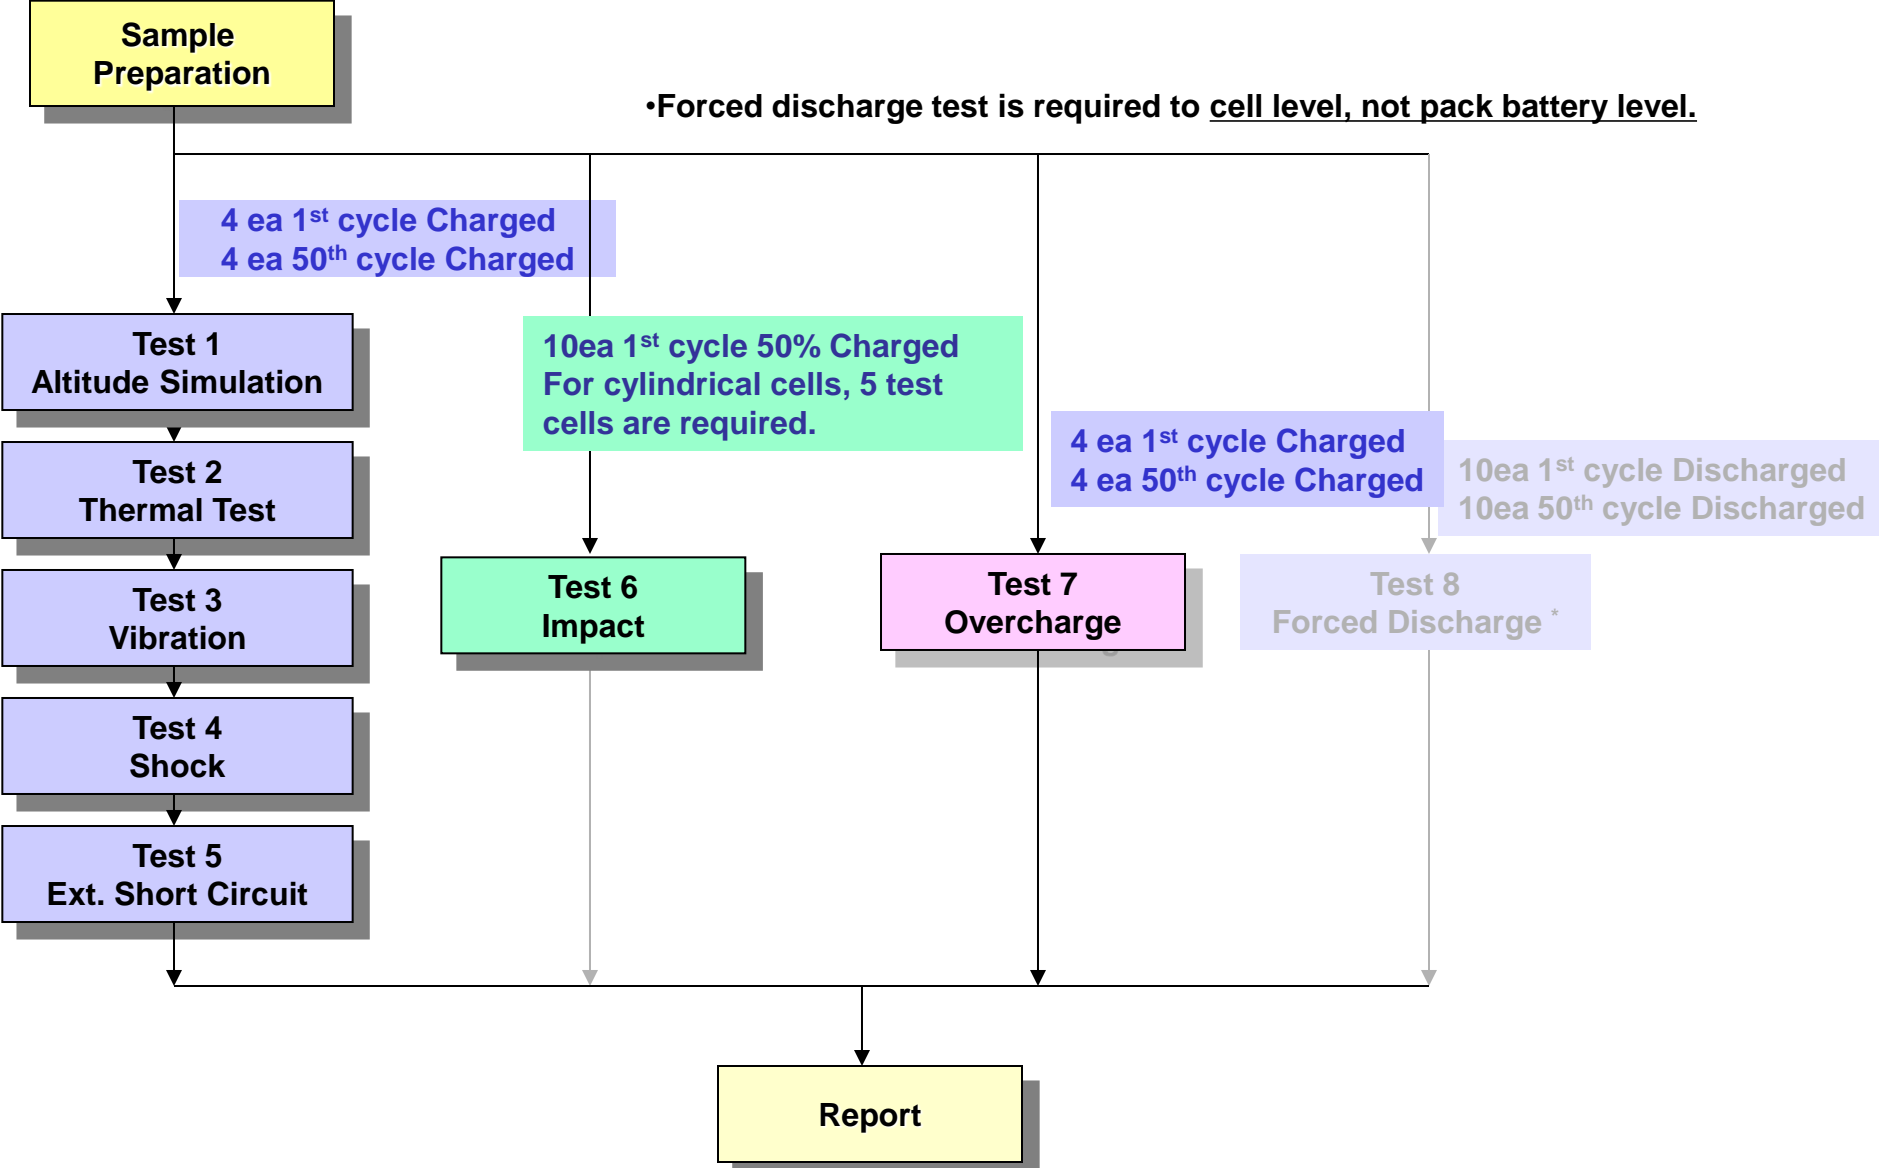 Sample
Preparation
•Forced discharge test is required to cell level, not pack battery level.
4 ea 1st cycle Charged
4 ea 50th cycle Charged
Test 1
Altitude Simulation
10ea 1st cycle 50% Charged
For cylindrical cells, 5 test
cells are required.
4 ea 1st cycle Charged
4 ea 50th cycle Charged
10ea 1st cycle Discharged
10ea 50th cycle Discharged
Test 2
Thermal Test
Test 3
Vibration
Test 6
Impact
Test 7
Overcharge
Test 8
Forced Discharge *
Test 4
Shock
Test 5
Ext. Short Circuit
Report